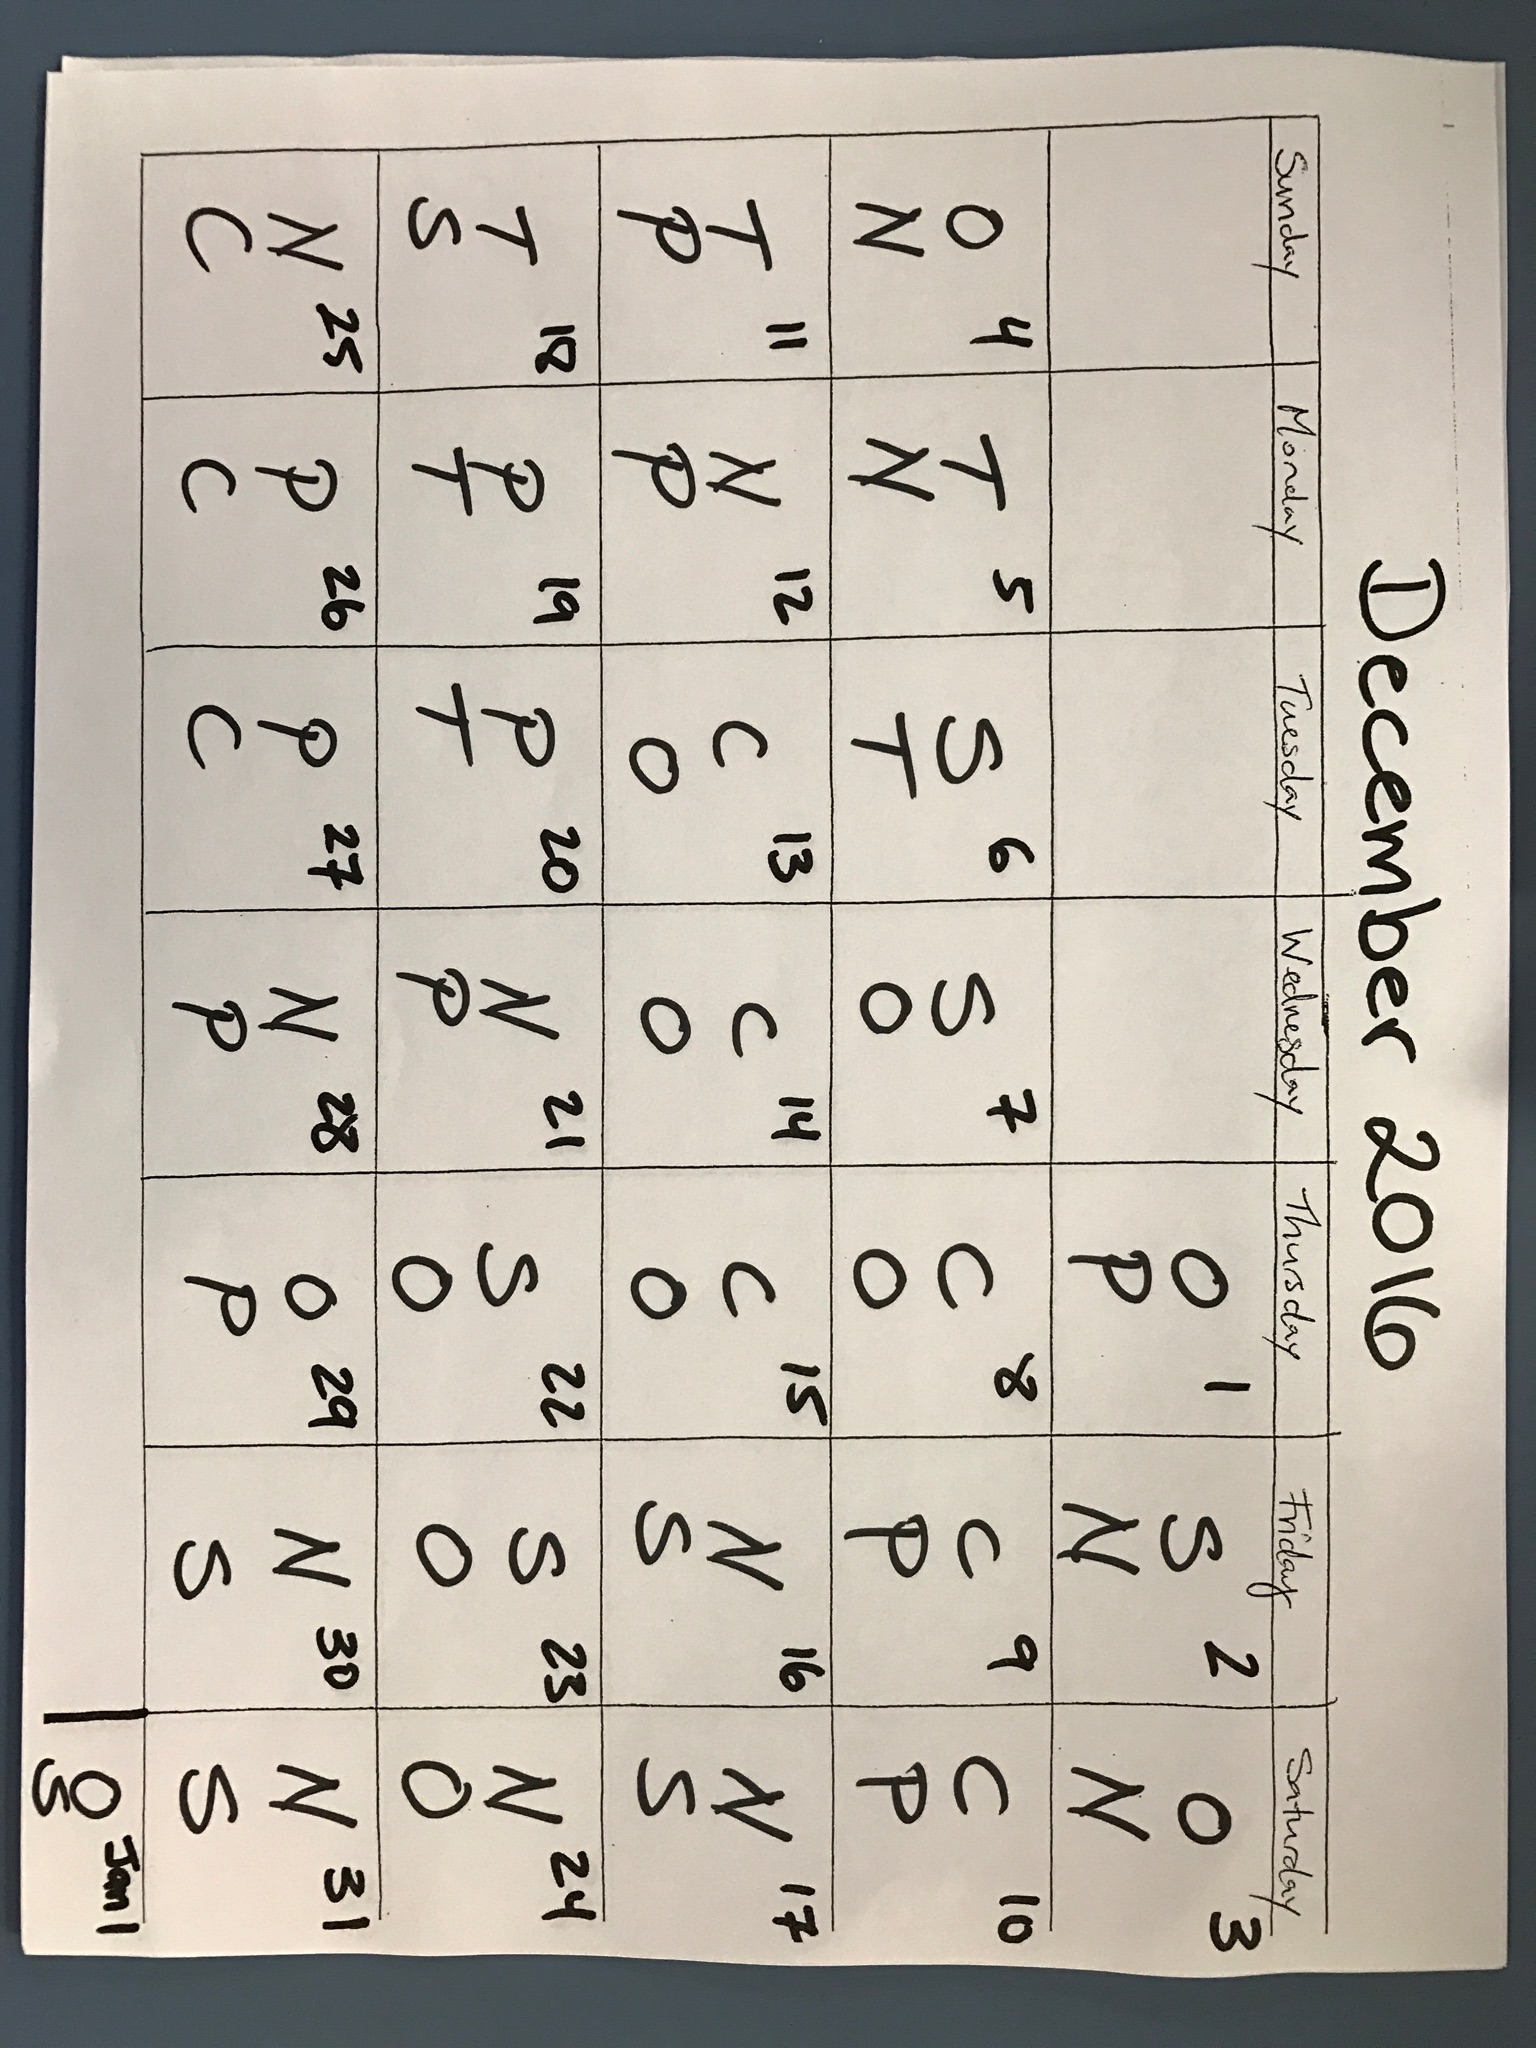 December 2016
Sunday Monday Tuesday Wednesday Thursday Friday Saturday
1 2 3
O S O
P N N
4 5 6 7 8 9 10
O T S S C C C
N N T O O P P
11 12 13 14 15 16 17
T N C C C N N
P P O O O S S
18 19 20 21 22 23 24
T P P N S S N
S T T P O O O
25 26 27 28 29 30 31
N P P N O N N
C C C P P S S
Jan 1
O
S